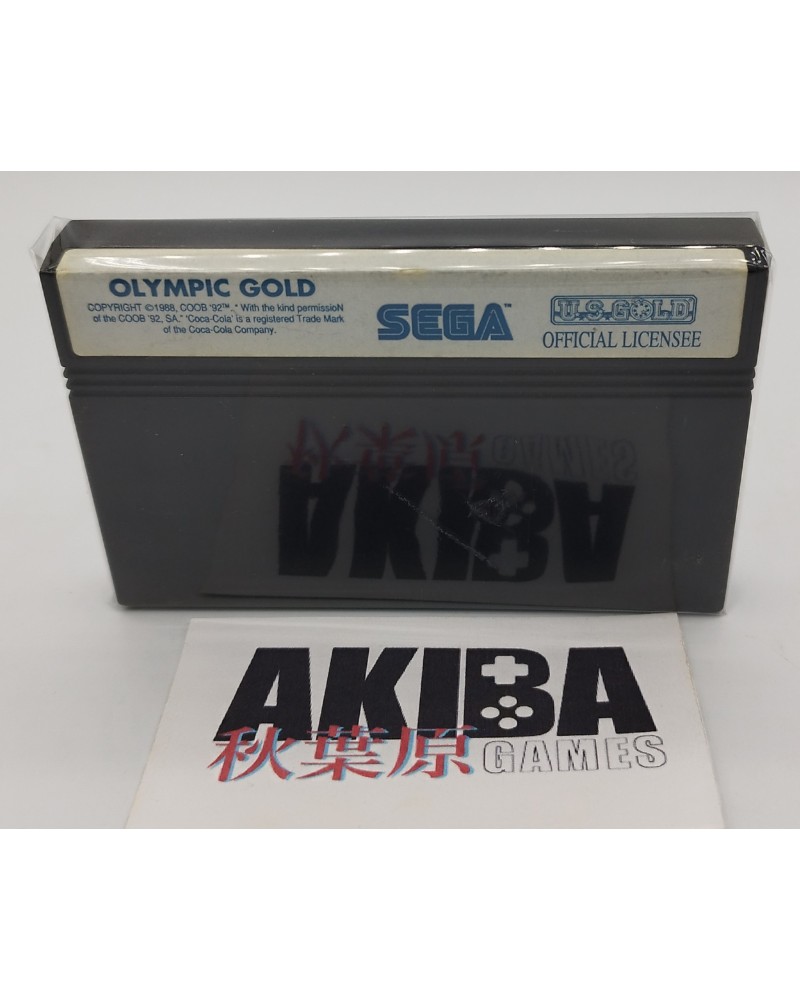 OLYMPIC GOLD
COPYRIGHT ©1988, COOB '92™." With the kind permissioN
of the COOB '92, SA." 'Coca-Cola' is a registered Trade Mark
of the Coca-Cola Company.
SEGA™
U.S. GOLD
OFFICIAL LICENSEE
AKIBA
秋葉原 GAMES